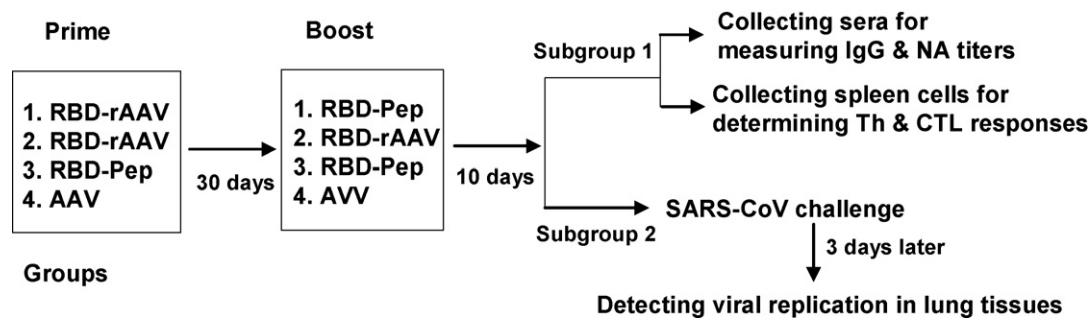 Prime
1. RBD-rAAV
2. RBD-rAAV
3. RBD-Pep
4. AAV
Groups
30 days
Boost
1. RBD-Pep
2. RBD-rAAV
3. RBD-Pep
4. AVV
10 days
Subgroup 1
Collecting sera for
measuring IgG & NA titers
Collecting spleen cells for
determining Th & CTL responses
Subgroup 2
SARS-CoV challenge
3 days later
Detecting viral replication in lung tissues